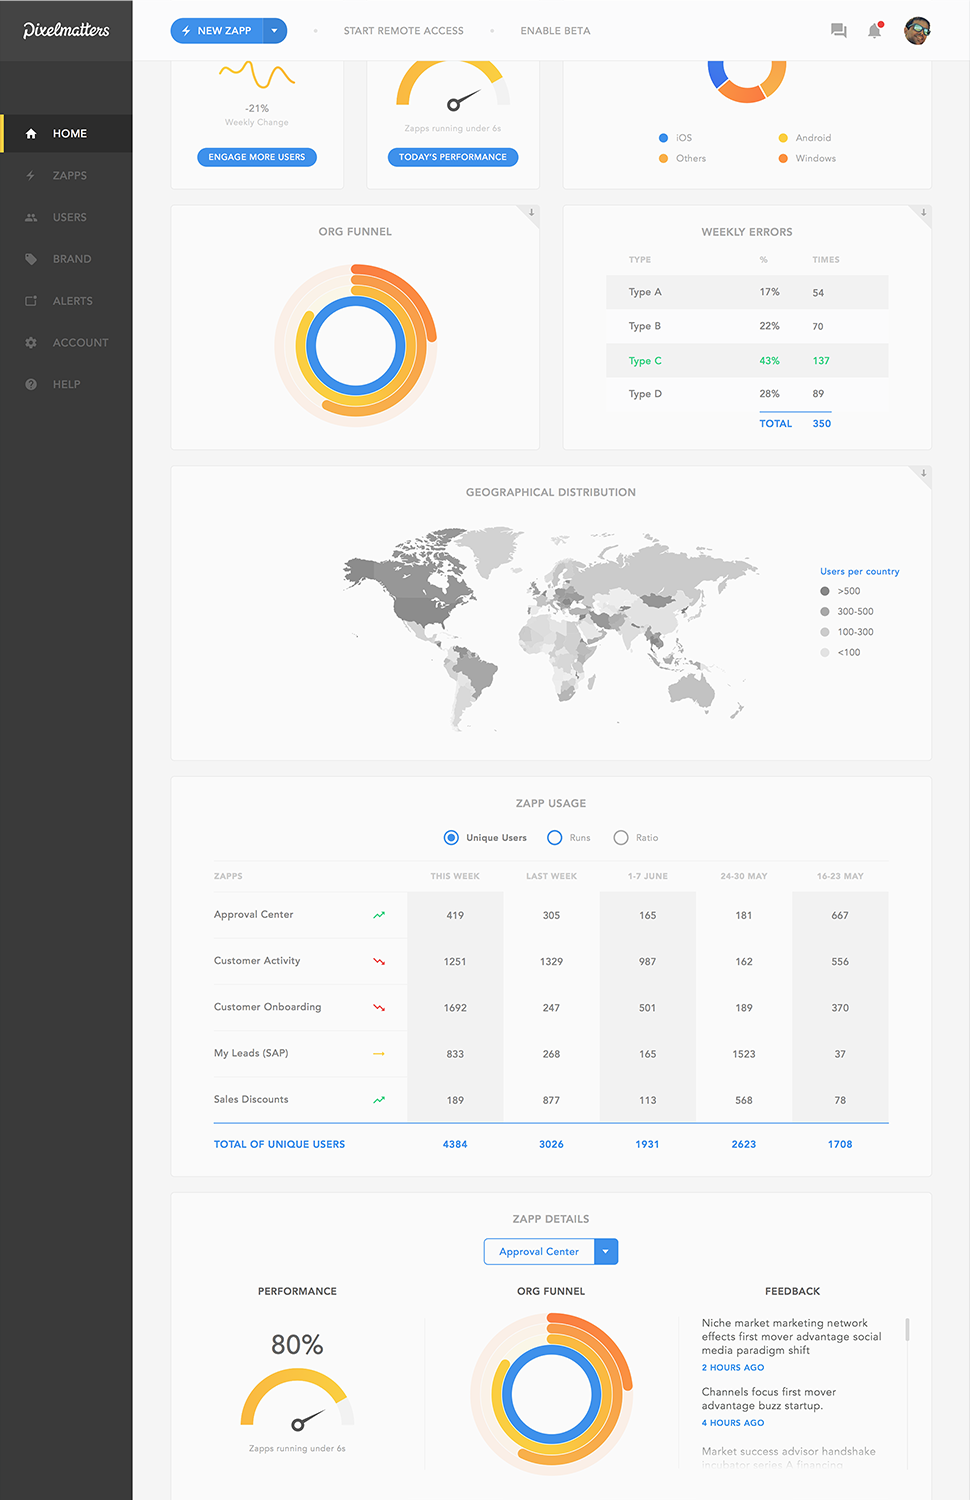 Pixelmatters
NEW ZAPP
START REMOTE ACCESS
ENABLE BETA
HOME
ZAPPS
USERS
BRAND
ALERTS
ACCOUNT
HELP
-21%
Weekly Change
ENGAGE MORE USERS
Zapps running under 6s
TODAY'S PERFORMANCE
iOS
Android
Others
Windows
ORG FUNNEL
WEEKLY ERRORS
TYPE % TIMES
Type A 17% 54
Type B 22% 70
Type C 43% 137
Type D 28% 89
TOTAL 350
GEOGRAPHICAL DISTRIBUTION
Users per country
>500
300-500
100-300
<100
ZAPP USAGE
Unique Users Runs Ratio
ZAPPS THIS WEEK LAST WEEK 1-7 JUNE 24-30 MAY 16-23 MAY
Approval Center 419 305 165 181 667
Customer Activity 1251 1329 987 162 556
Customer Onboarding 1692 247 501 189 370
My Leads (SAP) 833 268 165 1523 37
Sales Discounts 189 877 113 568 78
TOTAL OF UNIQUE USERS 4384 3026 1931 2623 1708
ZAPP DETAILS
Approval Center
PERFORMANCE
80%
Zapps running under 6s
ORG FUNNEL
FEEDBACK
Niche market marketing network
effects first mover advantage social
media paradigm shift
2 HOURS AGO
Channels focus first mover
advantage buzz startup.
4 HOURS AGO
Market success advisor handshake
incubator series A financing